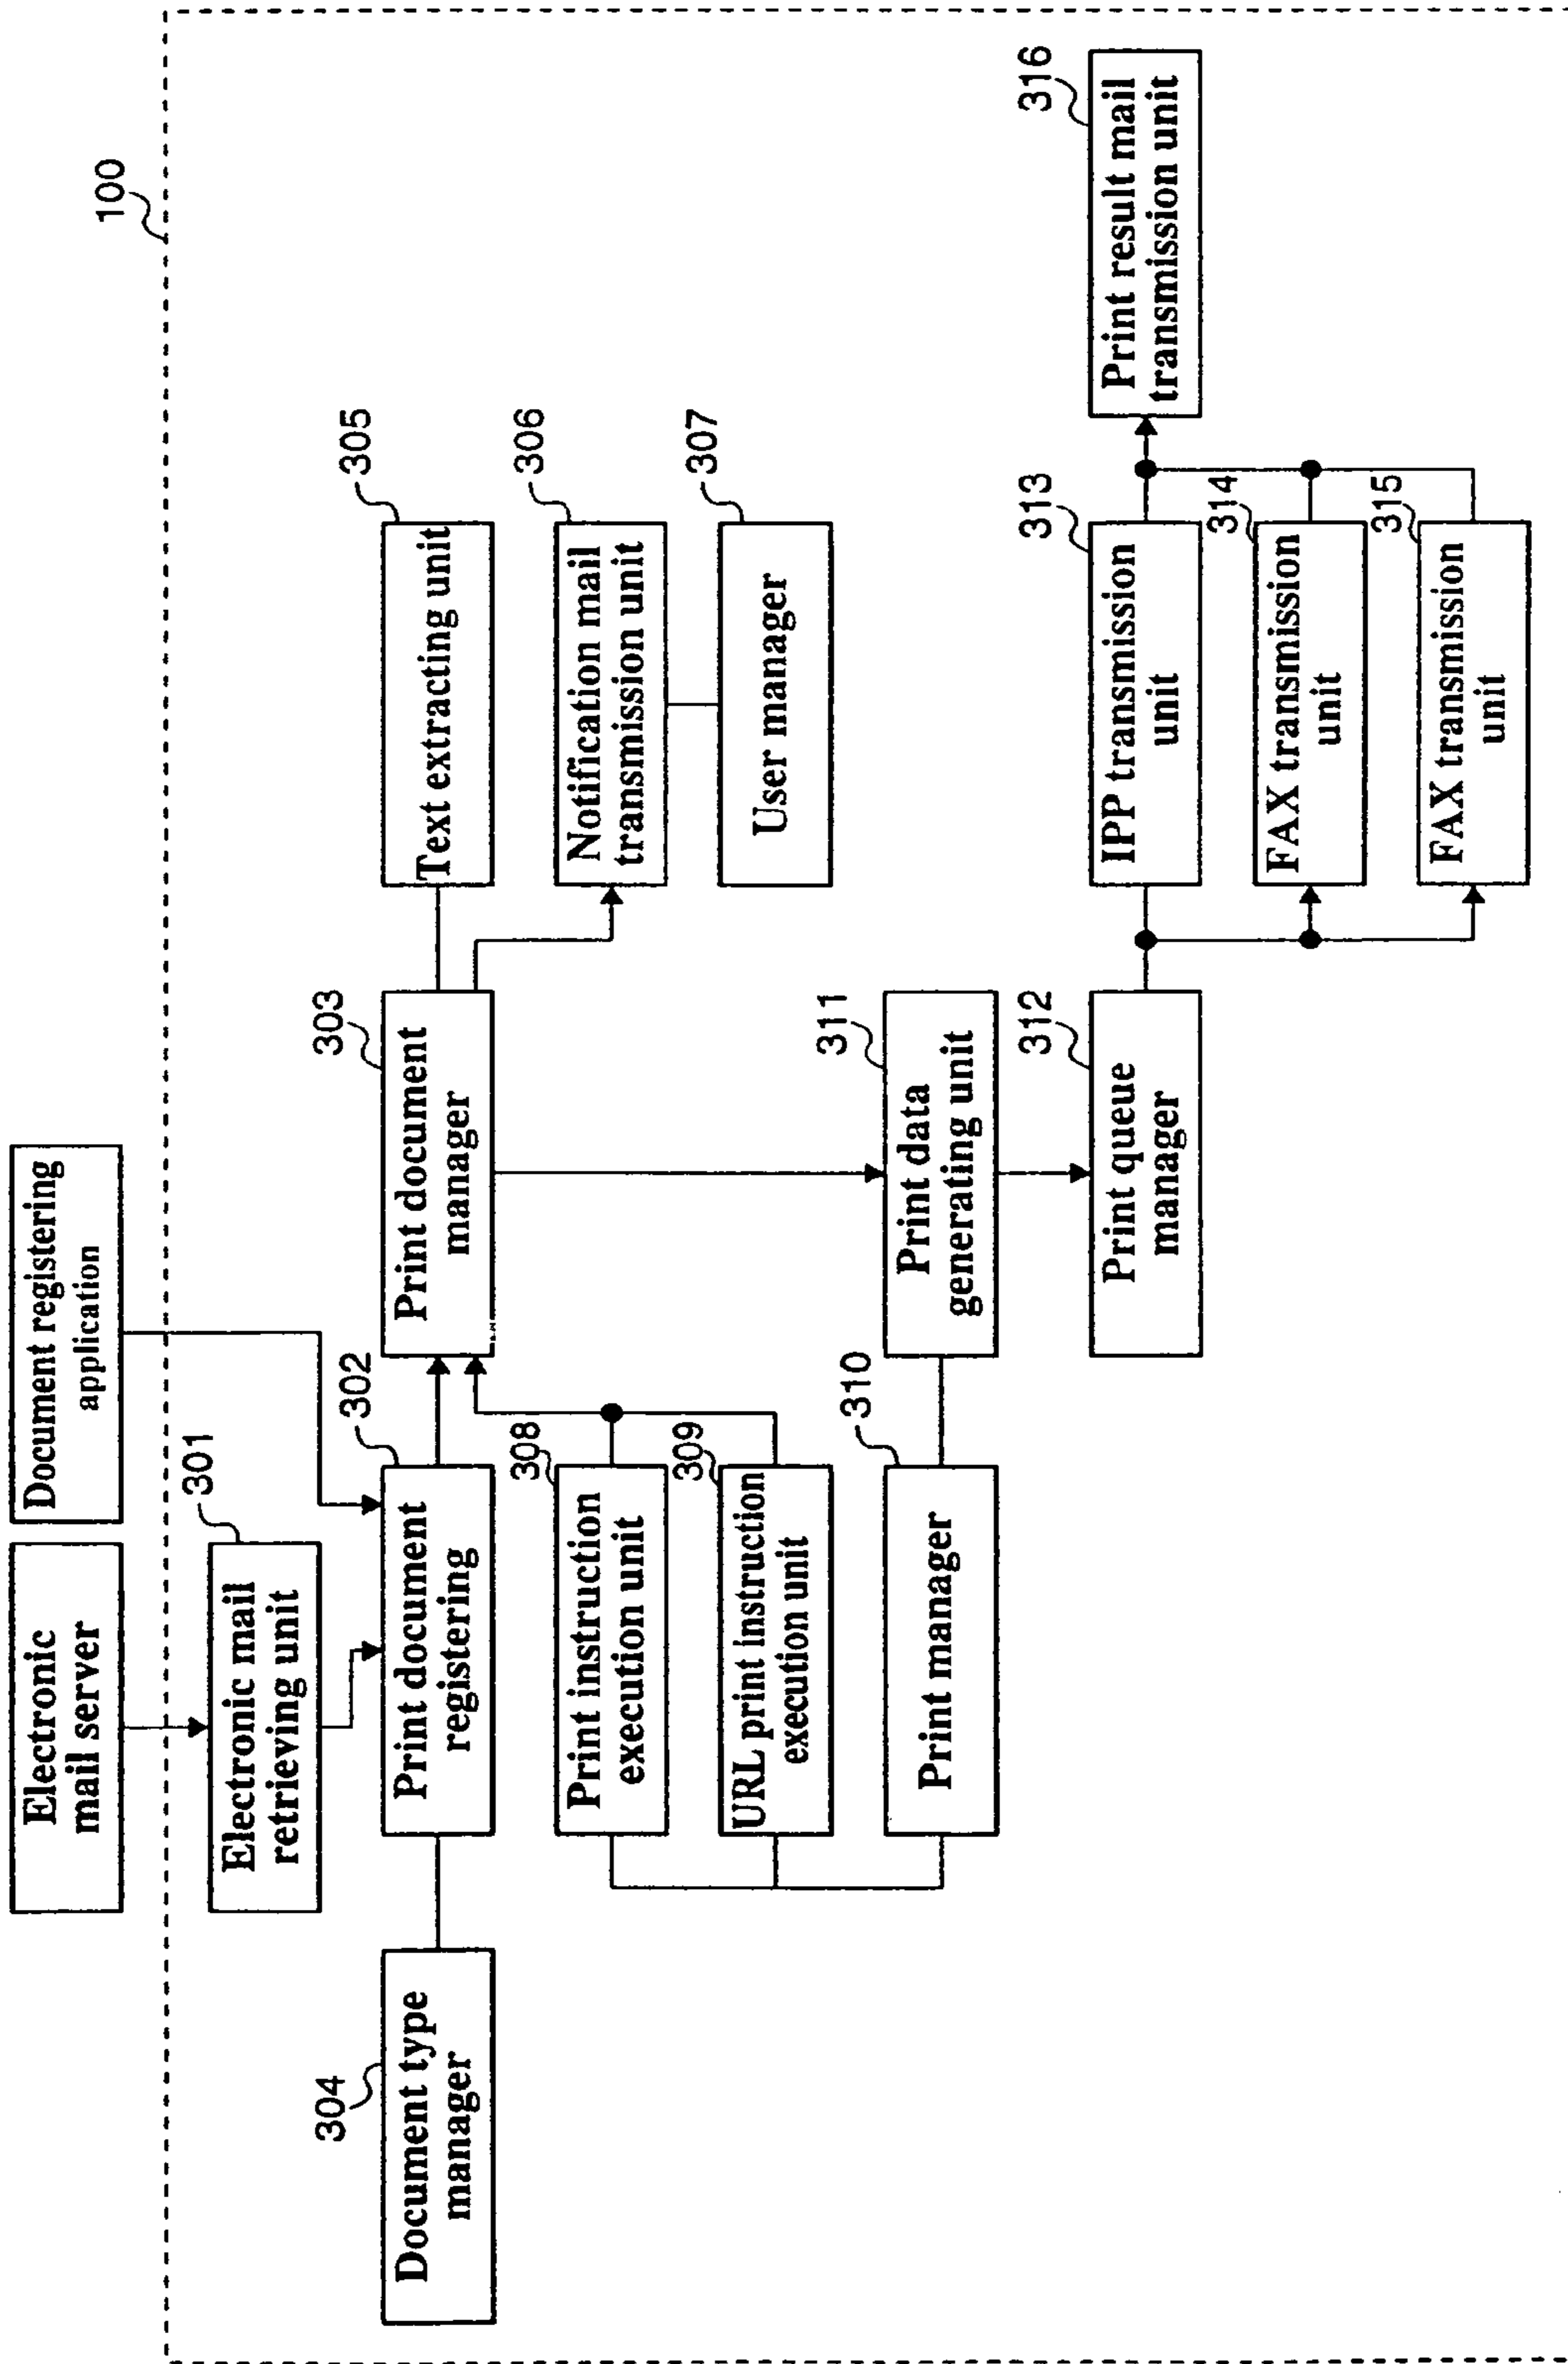 Electronic
mail server
Document registering
application
100
301
Electronic mail
retrieving unit
304
Document type
manager
302
Print document
registering
303
Print document
manager
305
Text extracting unit
308
Print instruction
execution unit
306
Notification mail
transmission unit
309
URL print instruction
execution unit
307
User manager
310
Print manager
311
Print data
generating unit
312
Print queue
manager
313
IPP transmission
unit
316
Print result mail
transmission unit
314
FAX transmission
unit
315
FAX transmission
unit